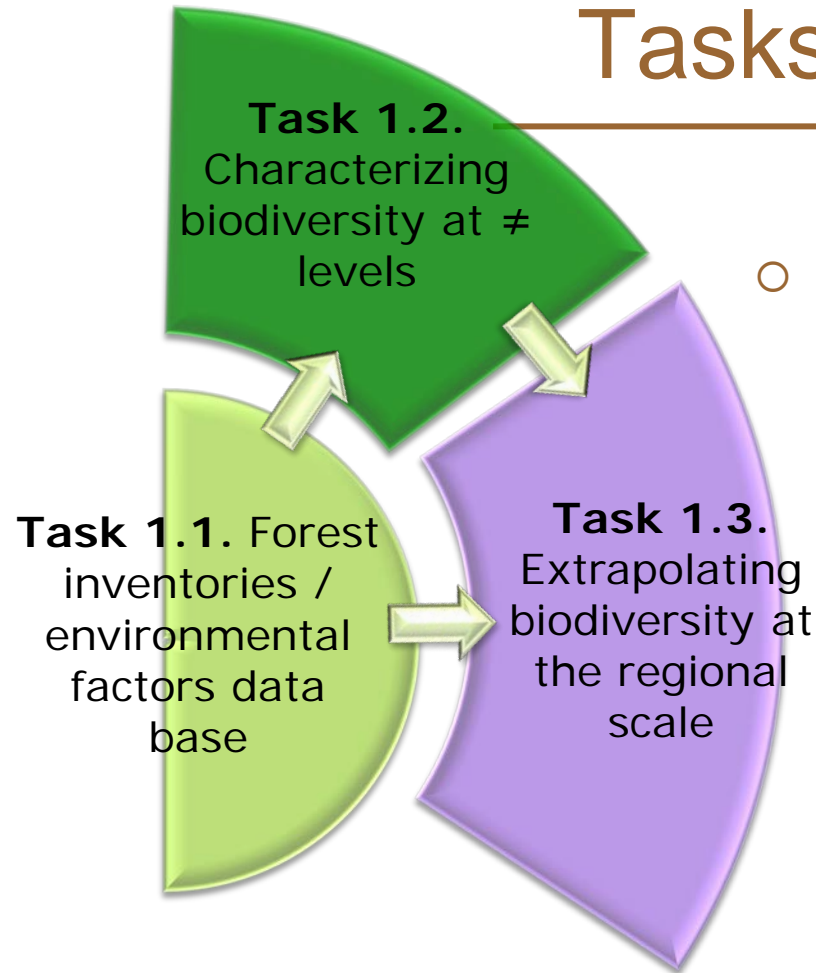 Tasks
Task 1.2.
Characterizing
biodiversity at ≠
levels
Task 1.1. Forest
inventories /
environmental
factors data
base
Task 1.3.
Extrapolating
biodiversity at
the regional
scale